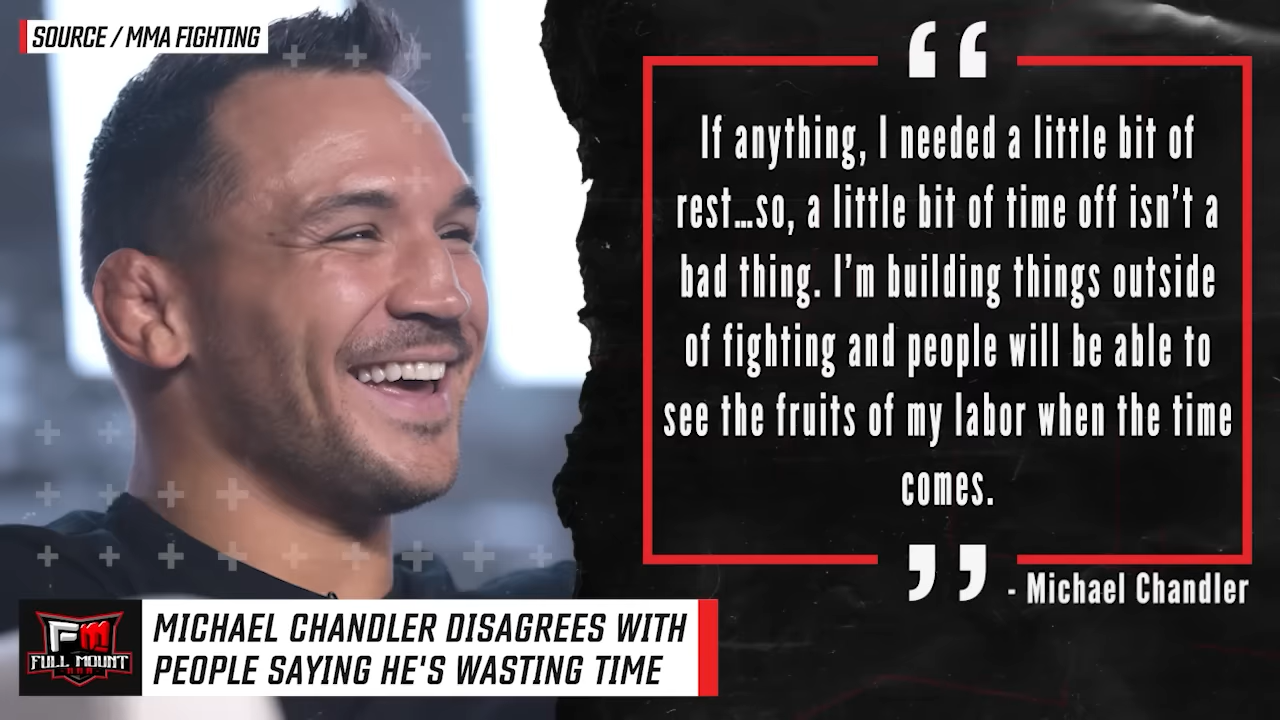 SOURCE / MMA FIGHTING
“
If anything, I needed a little bit of
rest...so, a little bit of time off isn't a
bad thing. I'm building things outside
of fighting and people will be able to
see the fruits of my labor when the time
comes.
”
- Michael Chandler
FM
FULL MOUNT
MMA
MICHAEL CHANDLER DISAGREES WITH
PEOPLE SAYING HE'S WASTING TIME